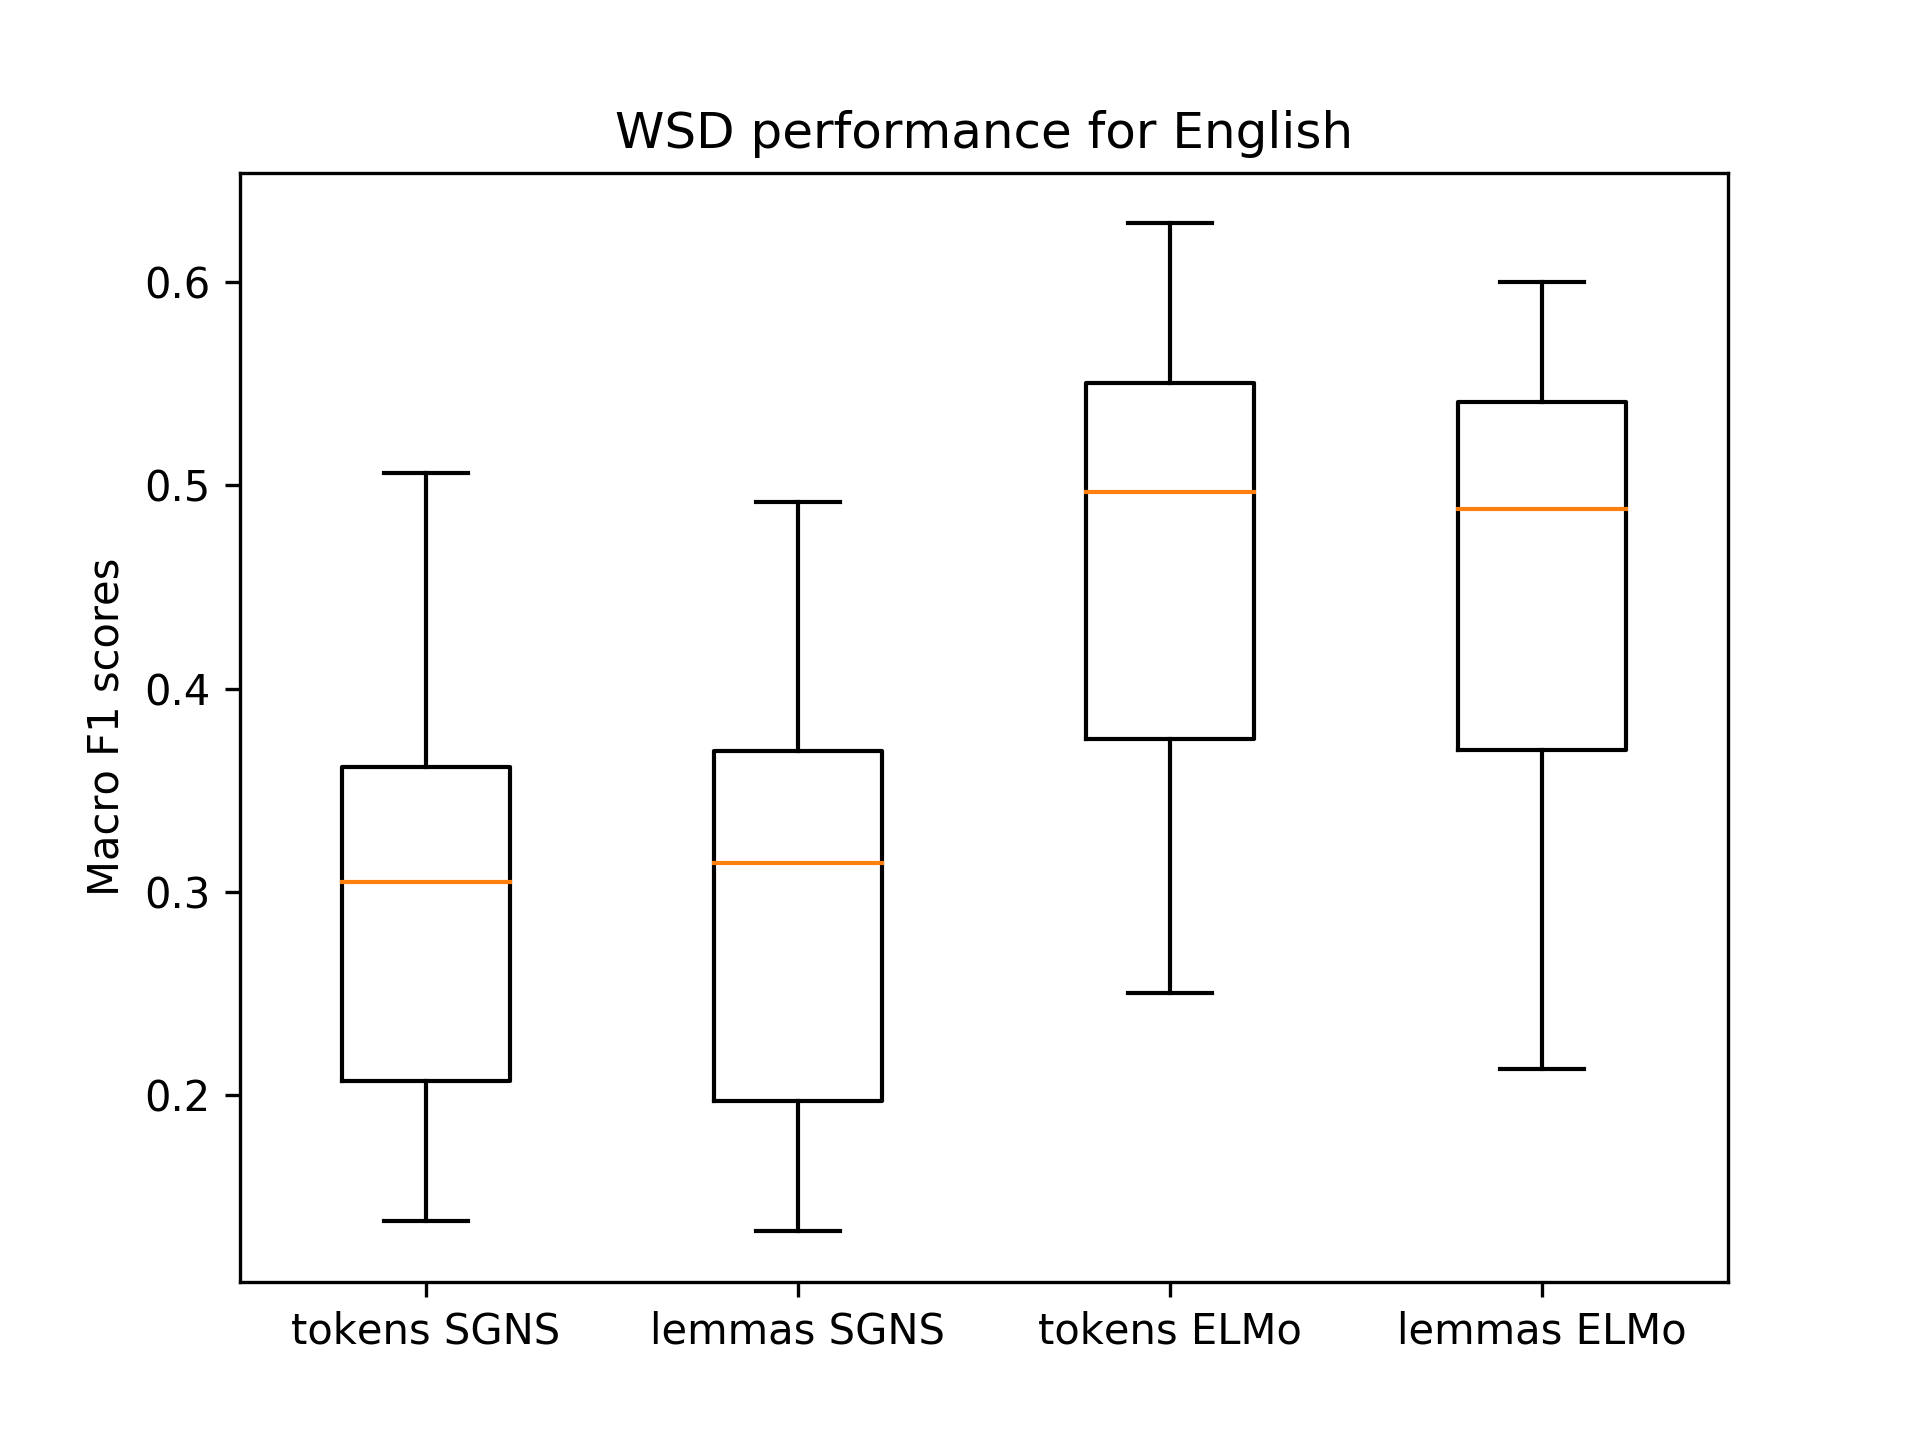 WSD performance for English
Macro F1 scores
0.6
0.5
0.4
0.3
0.2
tokens SGNS
lemmas SGNS
tokens ELMo
lemmas ELMo